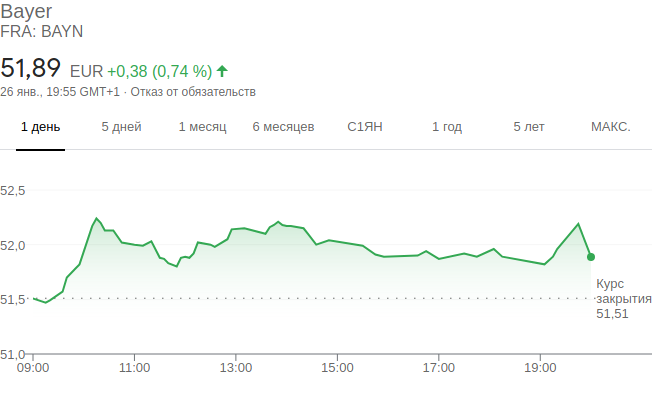 Bayer
FRA: BAYN
51,89 EUR +0,38 (0,74 %)
26 янв., 19:55 GMT+1 · Отказ от обязательств
1 день 5 дней 1 месяц 6 месяцев С1ЯН 1 год 5 лет МАКС.
52,5
52,0
51,5
Курс
закрытия
51,51
51,0
09:00 11:00 13:00 15:00 17:00 19:00